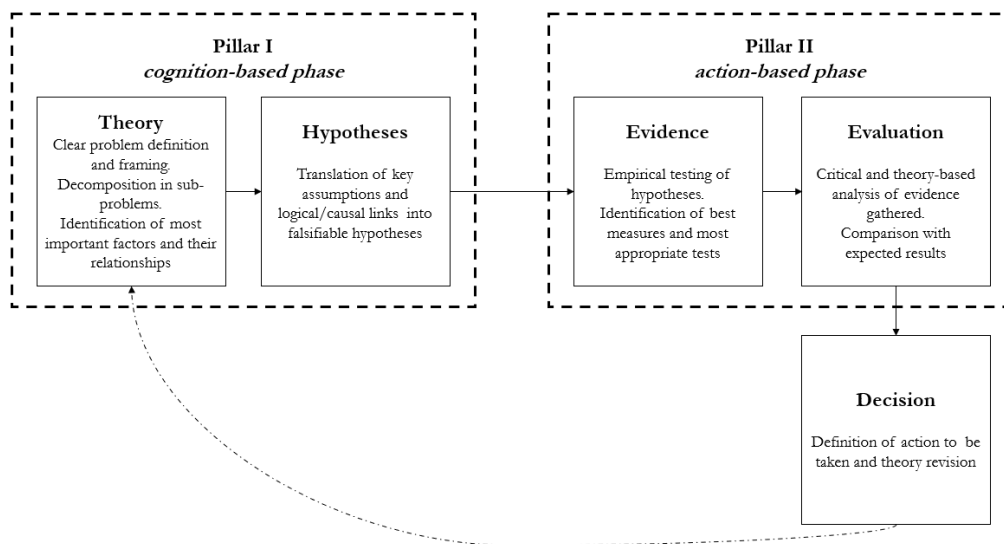 Pillar I
cognition-based phase
Theory
Clear problem definition
and framing.
Decomposition in sub-
problems.
Identification of most
important factors and their
relationships
Hypotheses
Translation of key
assumptions and
logical/causal links into
falsifiable hypotheses
Pillar II
action-based phase
Evidence
Empirical testing of
hypotheses.
Identification of best
measures and most
appropriate tests
Evaluation
Critical and theory-based
analysis of evidence
gathered.
Comparison with
expected results
Decision
Definition of action to be
taken and theory revision